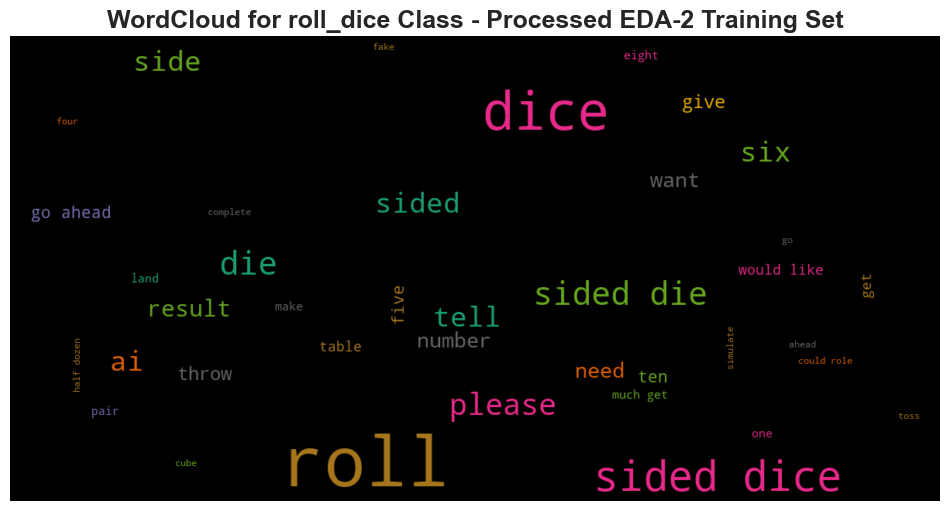 WordCloud for roll_dice Class - Processed EDA-2 Training Set
fake
side
eight
dice
give
four
six
want
sided
go ahead
complete
go
die
would like
land
get
sided die
five
result
make
tell
number
table
simulate
ahead
half dozen
ai
could role
throw
need
ten
much get
please
pair
toss
one
roll
cube
sided dice